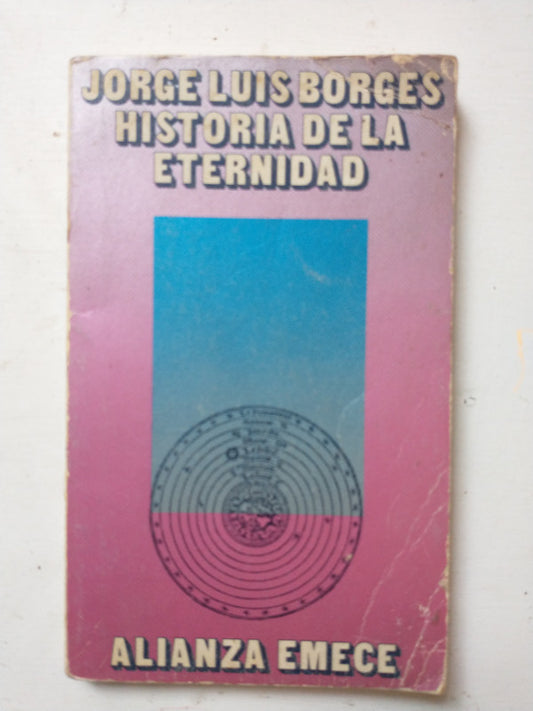 JORGE LUIS BORGES
HISTORIA DE LA
ETERNIDAD
ALIANZA EMECE